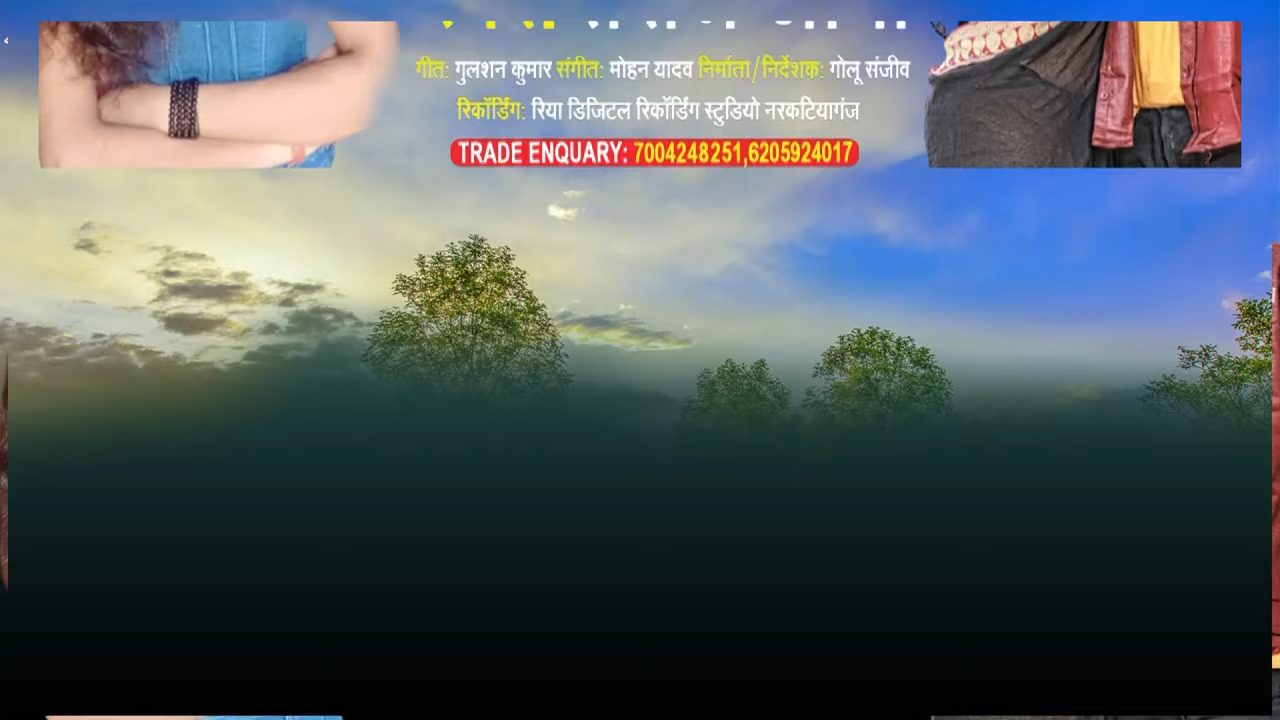 गीत: गुलशन कुमार संगीत: मोहन यादव निर्माता/निर्देशक: गोलू संजीव
रिकॉर्डिंग: रिया डिजिटल रिकॉर्डिंग स्टुडियो नरकटियागंज
TRADE ENQUARY: 7004248251,6205924017